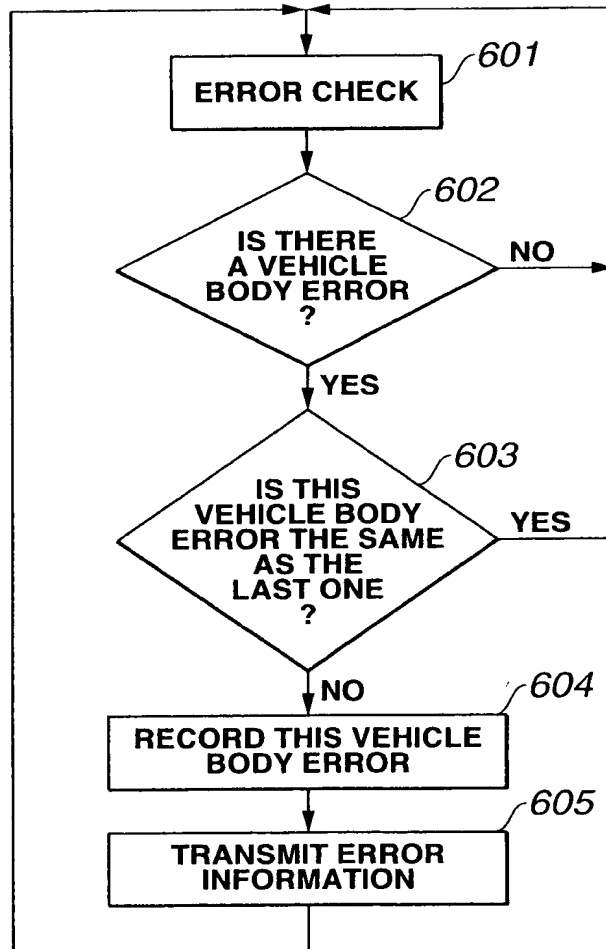 601
ERROR CHECK
602
IS THERE
A VEHICLE
BODY ERROR
?
NO
YES
603
IS THIS
VEHICLE BODY
ERROR THE SAME
AS THE
LAST ONE
?
YES
NO
604
RECORD THIS VEHICLE
BODY ERROR
605
TRANSMIT ERROR
INFORMATION